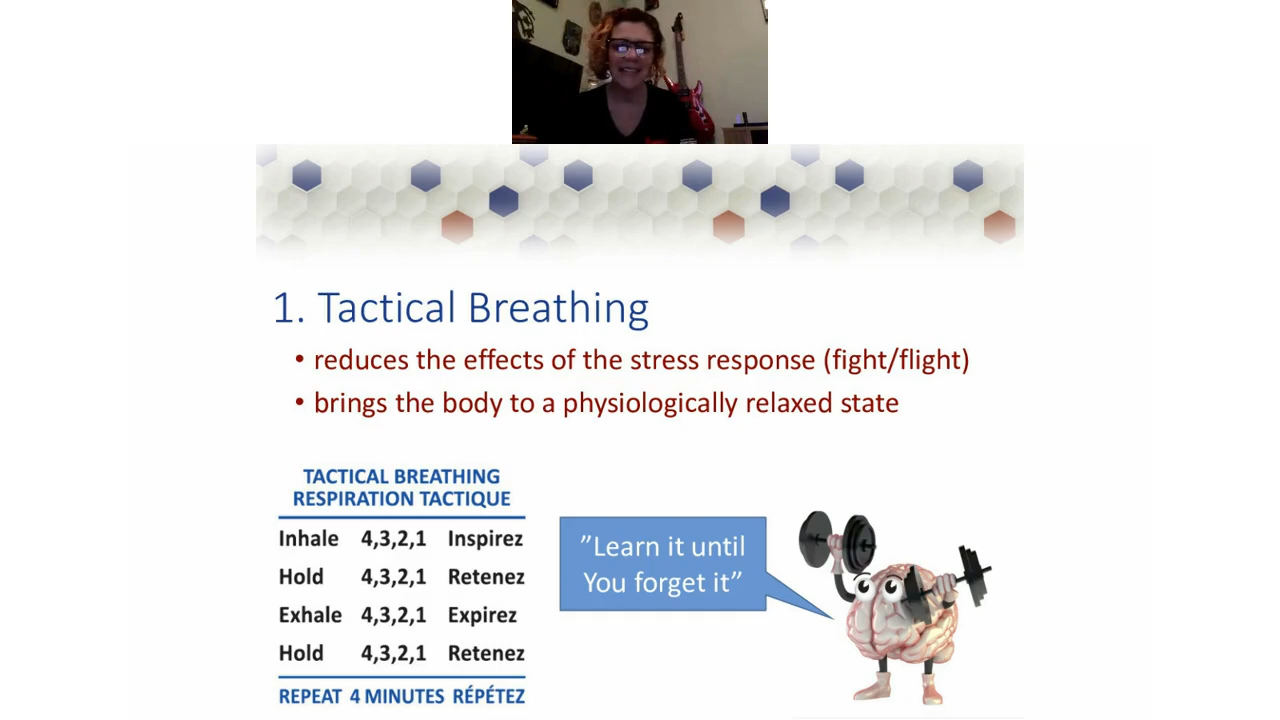 1. Tactical Breathing
• reduces the effects of the stress response (fight/flight)
• brings the body to a physiologically relaxed state
TACTICAL BREATHING
RESPIRATION TACTIQUE
Inhale 4,3,2,1 Inspirez
Hold 4,3,2,1 Retenez
Exhale 4,3,2,1 Expirez
Hold 4,3,2,1 Retenez
REPEAT 4 MINUTES RÉPÉTEZ
”Learn it until
You forget it”